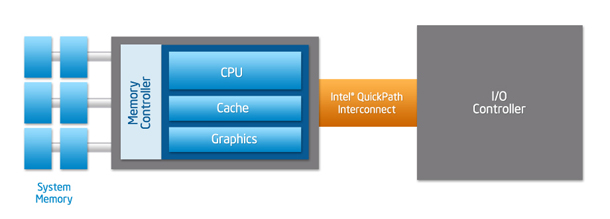 Memory
Controller
CPU
Cache
Graphics
Intel® QuickPath
Interconnect
I/O
Controller
System
Memory